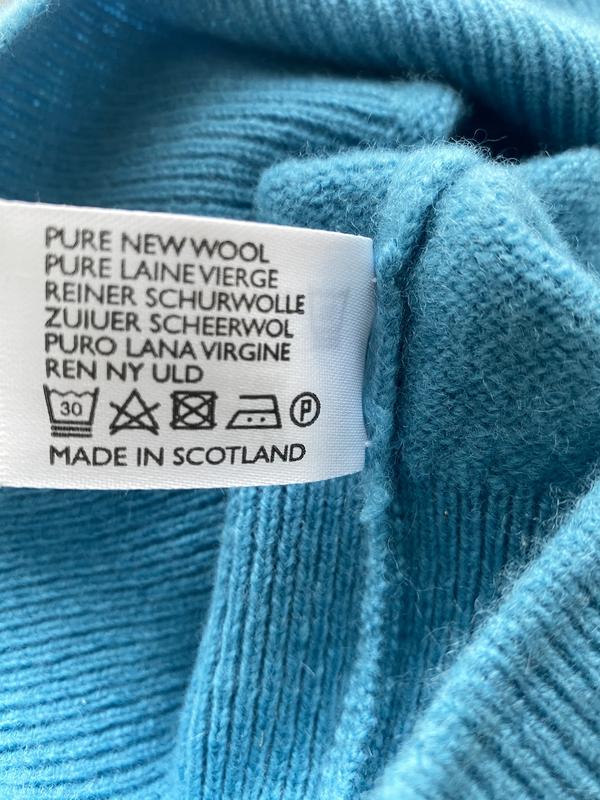 PURE NEW WOOL
PURE LAINE VIERGE
REINER SCHURWOLLE
ZUIUER SCHEERWOL
PURO LANA VIRGINE
REN NY ULD
30 P
MADE IN SCOTLAND